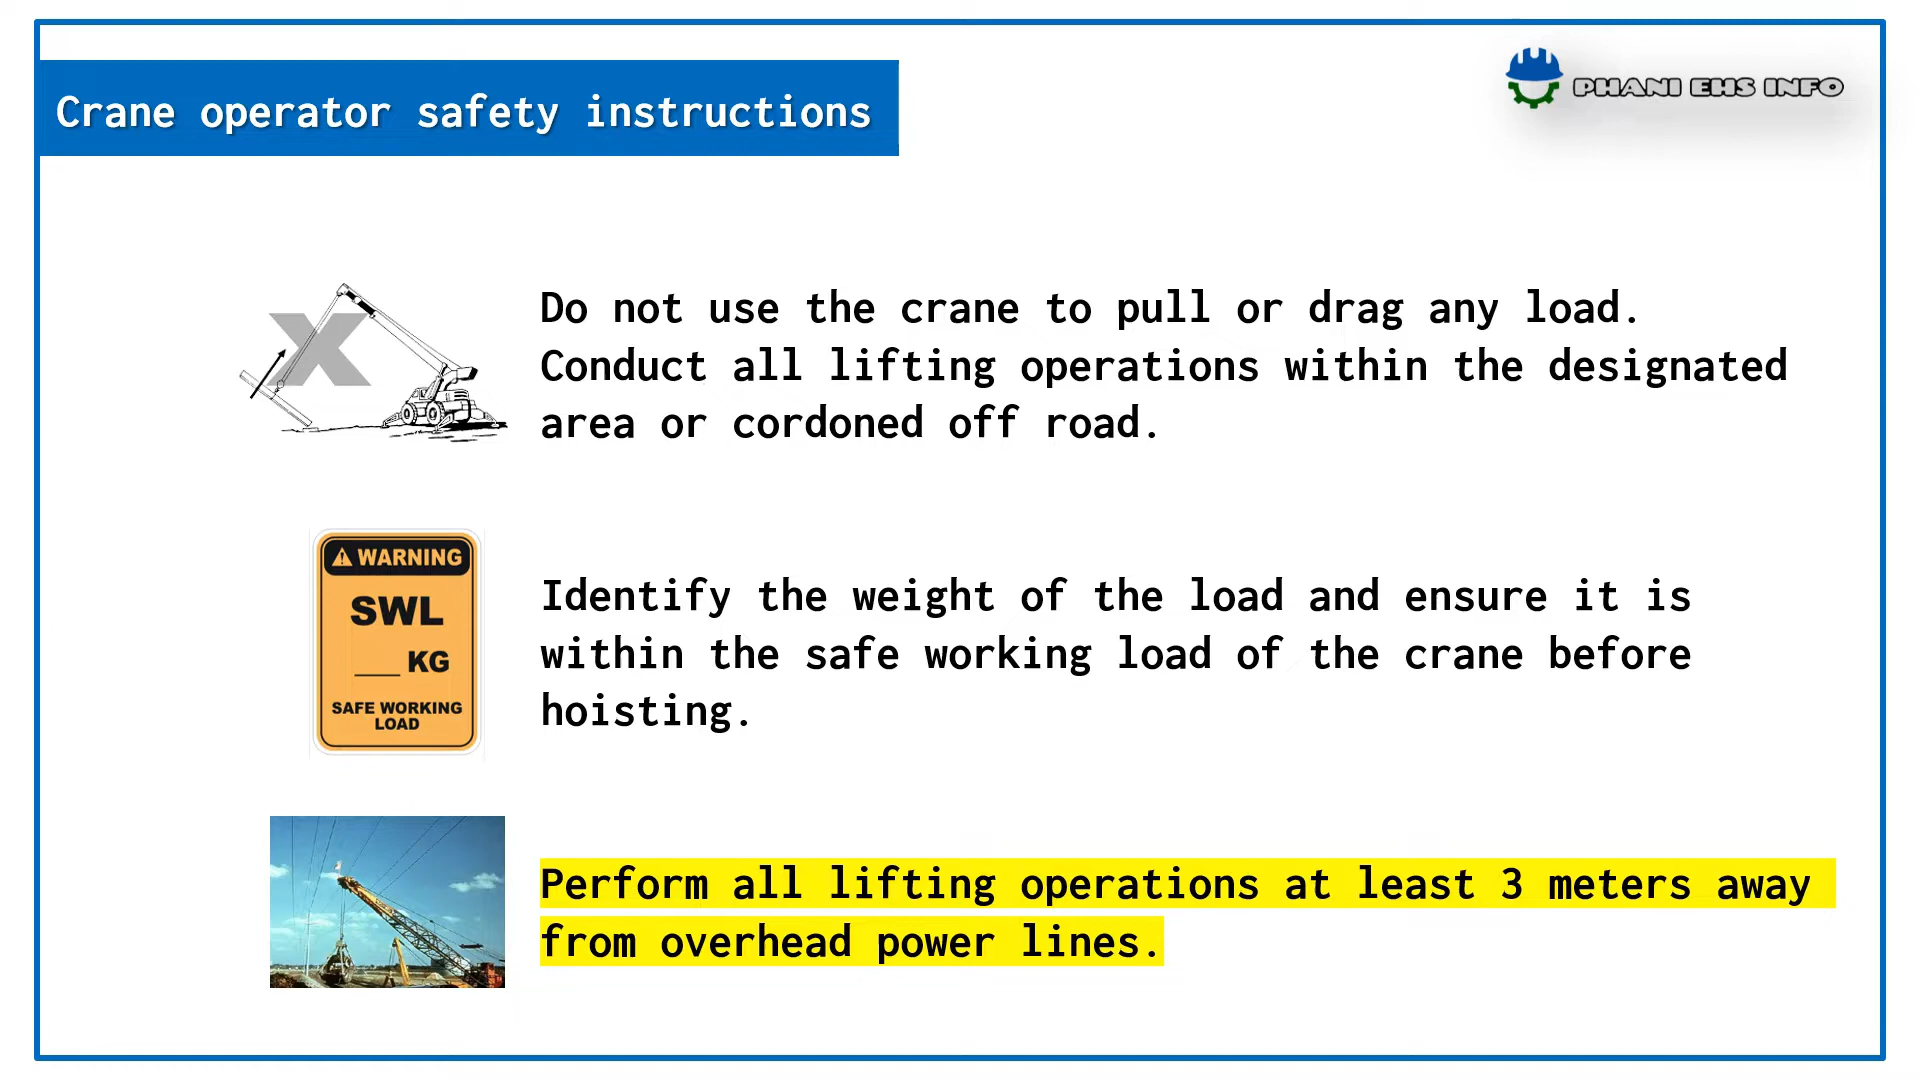 Crane operator safety instructions
PHANI EHS INFO
Do not use the crane to pull or drag any load.
Conduct all lifting operations within the designated
area or cordoned off road.
WARNING
SWL
___ KG
SAFE WORKING
LOAD
Identify the weight of the load and ensure it is
within the safe working load of the crane before
hoisting.
Perform all lifting operations at least 3 meters away
from overhead power lines.